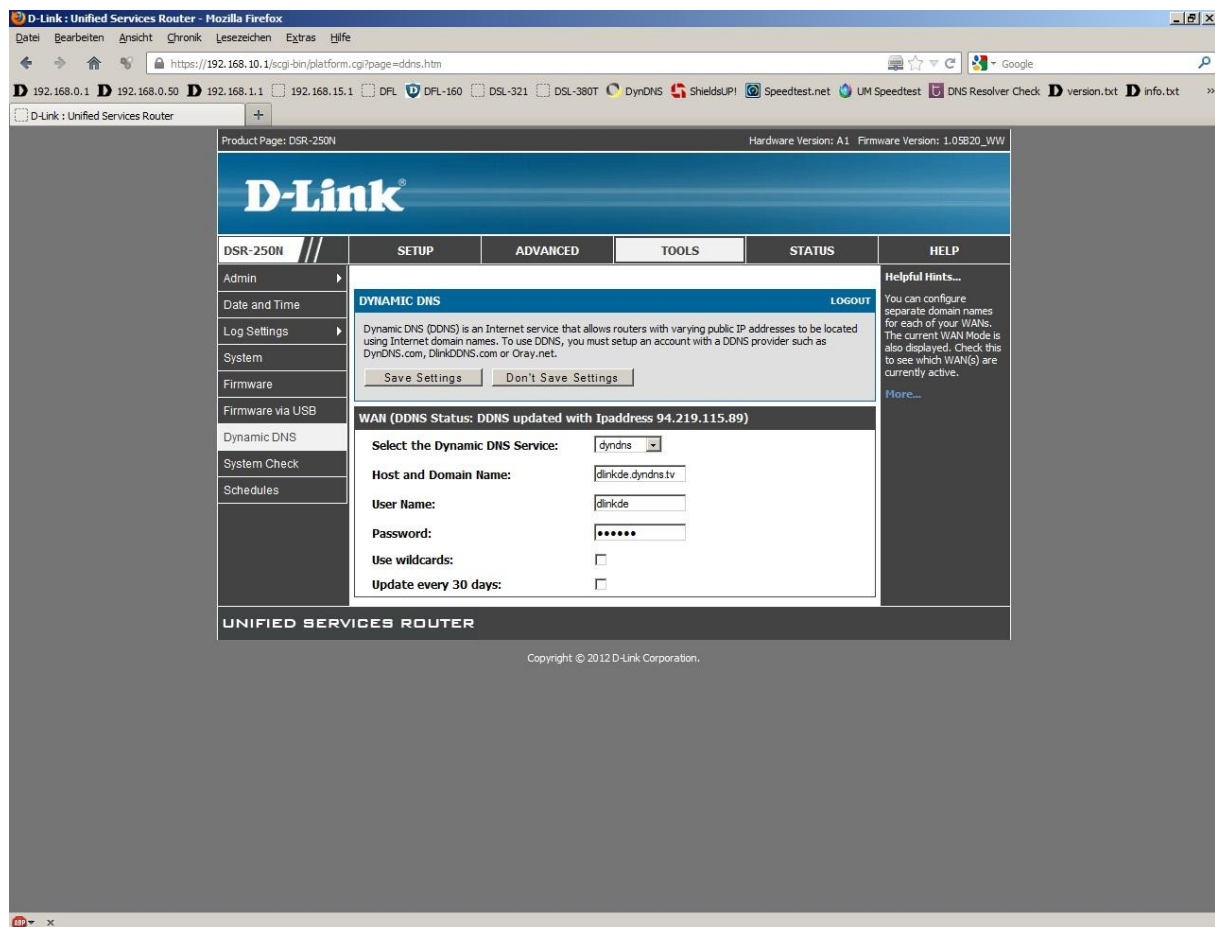 D-Link : Unified Services Router - Mozilla Firefox
Datei Bearbeiten Ansicht Chronik Lesezeichen Extras Hilfe
https://192.168.10.1/scgi-bin/platform.cgi?page=ddns.htm Google
192.168.0.1 192.168.0.50 192.168.1.1 192.168.15.1 DFL DFL-160 DSL-321 DSL-380T DynDNS ShieldsUP! Speedtest.net UM Speedtest DNS Resolver Check version.txt info.txt »
D-Link : Unified Services Router +
Product Page: DSR-250N Hardware Version: A1 Firmware Version: 1.05B20_WW
D-Link®
DSR-250N SETUP ADVANCED TOOLS STATUS HELP
Admin
Date and Time
Log Settings
System
Firmware
Firmware via USB
Dynamic DNS
System Check
Schedules
DYNAMIC DNS LOGOUT
Dynamic DNS (DDNS) is an Internet service that allows routers with varying public IP addresses to be located
using Internet domain names. To use DDNS, you must setup an account with a DDNS provider such as
DynDNS.com, DlinkDDNS.com or Oray.net.
Save Settings Don't Save Settings
WAN (DDNS Status: DDNS updated with Ipaddress 94.219.115.89)
Select the Dynamic DNS Service: dyndns
Host and Domain Name: dlinkde.dyndns.tv
User Name: dlinkde
Password: ••••••
Use wildcards:
Update every 30 days:
Helpful Hints...
You can configure
separate domain names
for each of your WANs.
The current WAN Mode is
also displayed. Check this
to see which WAN(s) are
currently active.
More...
UNIFIED SERVICES ROUTER
Copyright © 2012 D-Link Corporation.
ABP x